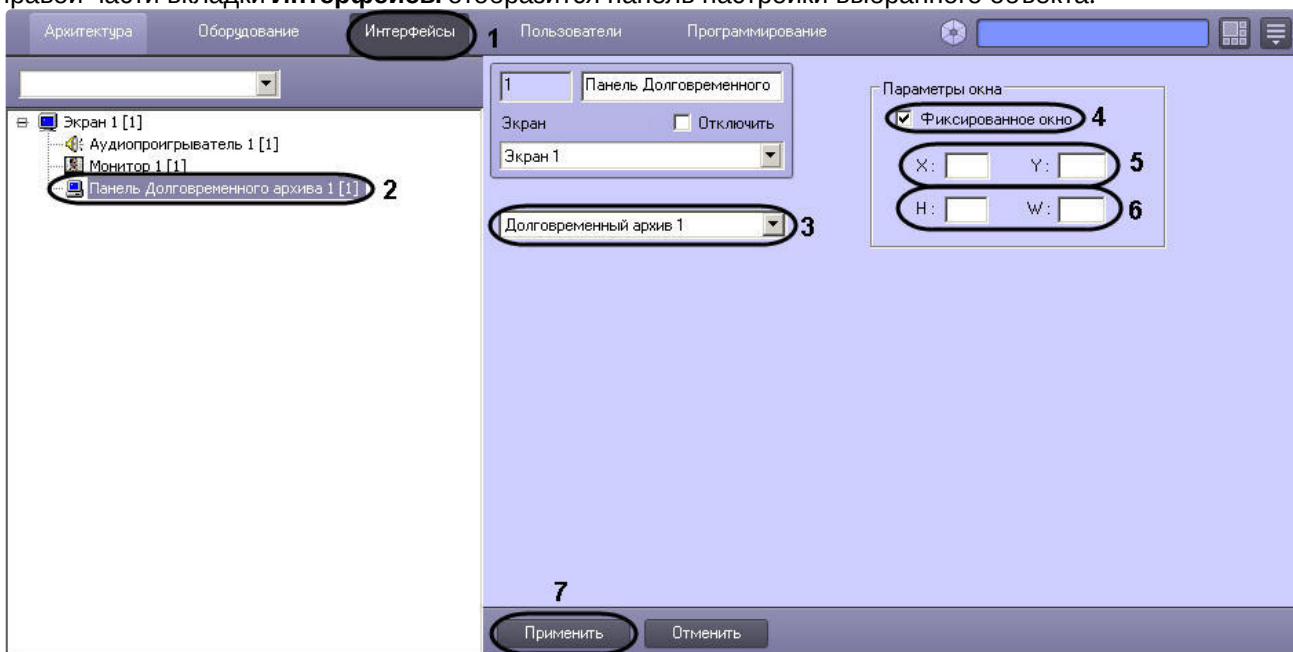 правой части вкладки Интерфейсы отобразится панель настройки выбранного объекта.
Архитектура Оборудование Интерфейсы 1 Пользователи Программирование
1 Панель Долговременного
Параметры окна
Экран 1 [1]
Экран Отключить
Фиксированное окно 4
Аудиопроигрыватель 1 [1]
Экран 1
Монитор 1 [1]
X: Y: 5
Панель Долговременного архива 1 [1] 2
H: W: 6
Долговременный архив 1 3
7
Применить Отменить